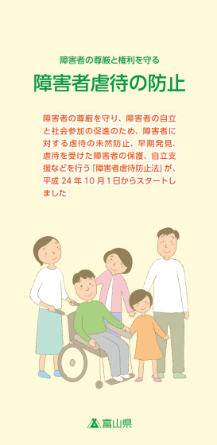 障害者の尊厳と権利を守る
障害者虐待の防止
障害者の尊厳を守り、障害者の自立
と社会参加の促進のため、障害者に
対する虐待の未然防止、早期発見、
虐待を受けた障害者の保護、自立支
援などを行う「障害者虐待防止法」が、
平成24年10月1日からスタートし
ました
富山県